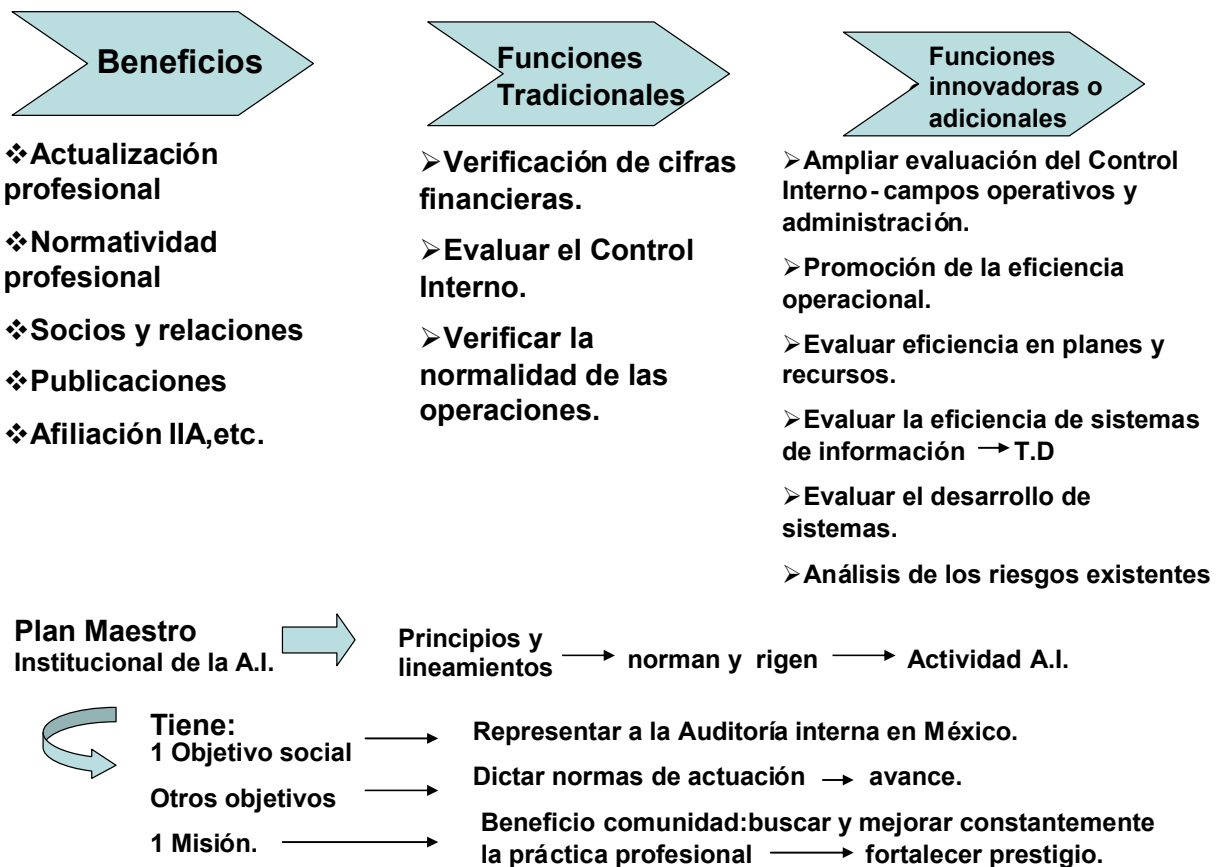 Beneficios
❖Actualización
profesional
❖Normatividad
profesional
❖Socios y relaciones
❖Publicaciones
❖Afiliación IIA,etc.
Funciones
Tradicionales
➢Verificación de cifras
financieras.
➢Evaluar el Control
Interno.
➢Verificar la
normalidad de las
operaciones.
Funciones
innovadoras o
adicionales
➢Ampliar evaluación del Control
Interno- campos operativos y
administración.
➢Promoción de la eficiencia
operacional.
➢Evaluar eficiencia en planes y
recursos.
➢Evaluar la eficiencia de sistemas
de información → T.D
➢Evaluar el desarrollo de
sistemas.
➢Análisis de los riesgos existentes
Plan Maestro
Institucional de la A.I.
Principios y
lineamientos → norman y rigen → Actividad A.I.
Tiene:
1 Objetivo social → Representar a la Auditoría interna en México.
Otros objetivos → Dictar normas de actuación → avance.
1 Misión. → Beneficio comunidad:buscar y mejorar constantemente
la práctica profesional → fortalecer prestigio.